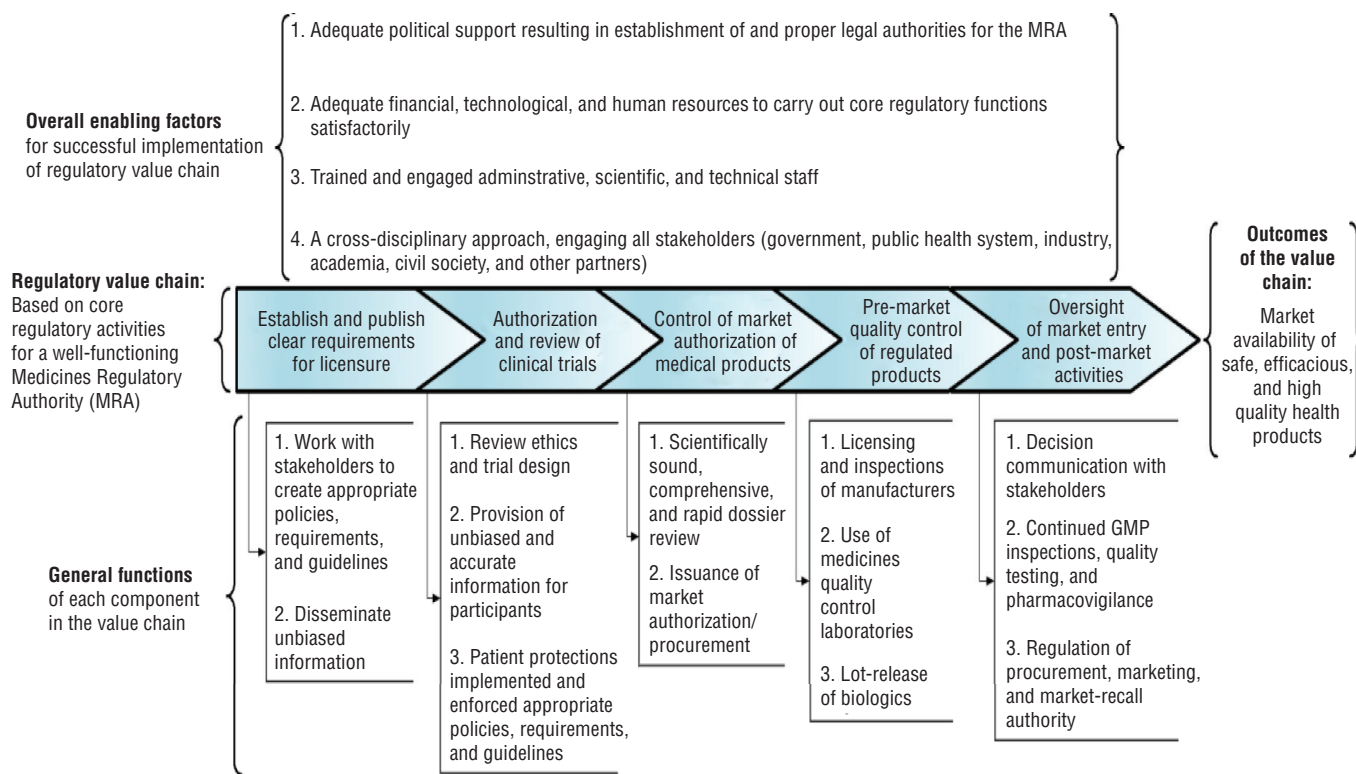 1. Adequate political support resulting in establishment of and proper legal authorities for the MRA
2. Adequate financial, technological, and human resources to carry out core regulatory functions
satisfactorily
3. Trained and engaged adminstrative, scientific, and technical staff
4. A cross-disciplinary approach, engaging all stakeholders (government, public health system, industry,
academia, civil society, and other partners)
Overall enabling factors
for successful implementation
of regulatory value chain
Regulatory value chain:
Based on core
regulatory activities
for a well-functioning
Medicines Regulatory
Authority (MRA)
Establish and publish
clear requirements
for licensure
Authorization
and review of
clinical trials
Control of market
authorization of
medical products
Pre-market
quality control
of regulated
products
Oversight
of market entry
and post-market
activities
Outcomes
of the value
chain:
Market
availability of
safe, efficacious,
and high
quality health
products
General functions
of each component
in the value chain
1. Work with
stakeholders to
create appropriate
policies,
requirements,
and guidelines
2. Disseminate
unbiased
information
1. Review ethics
and trial design
2. Provision of
unbiased and
accurate
information for
participants
3. Patient protections
implemented and
enforced appropriate
policies, requirements,
and guidelines
1. Scientifically
sound,
comprehensive,
and rapid dossier
review
2. Issuance of
market
authorization/
procurement
1. Licensing
and inspections
of manufacturers
2. Use of
medicines
quality
control
laboratories
3. Lot-release
of biologics
1. Decision
communication with
stakeholders
2. Continued GMP
inspections, quality
testing, and
pharmacovigilance
3. Regulation of
procurement, marketing,
and market-recall
authority